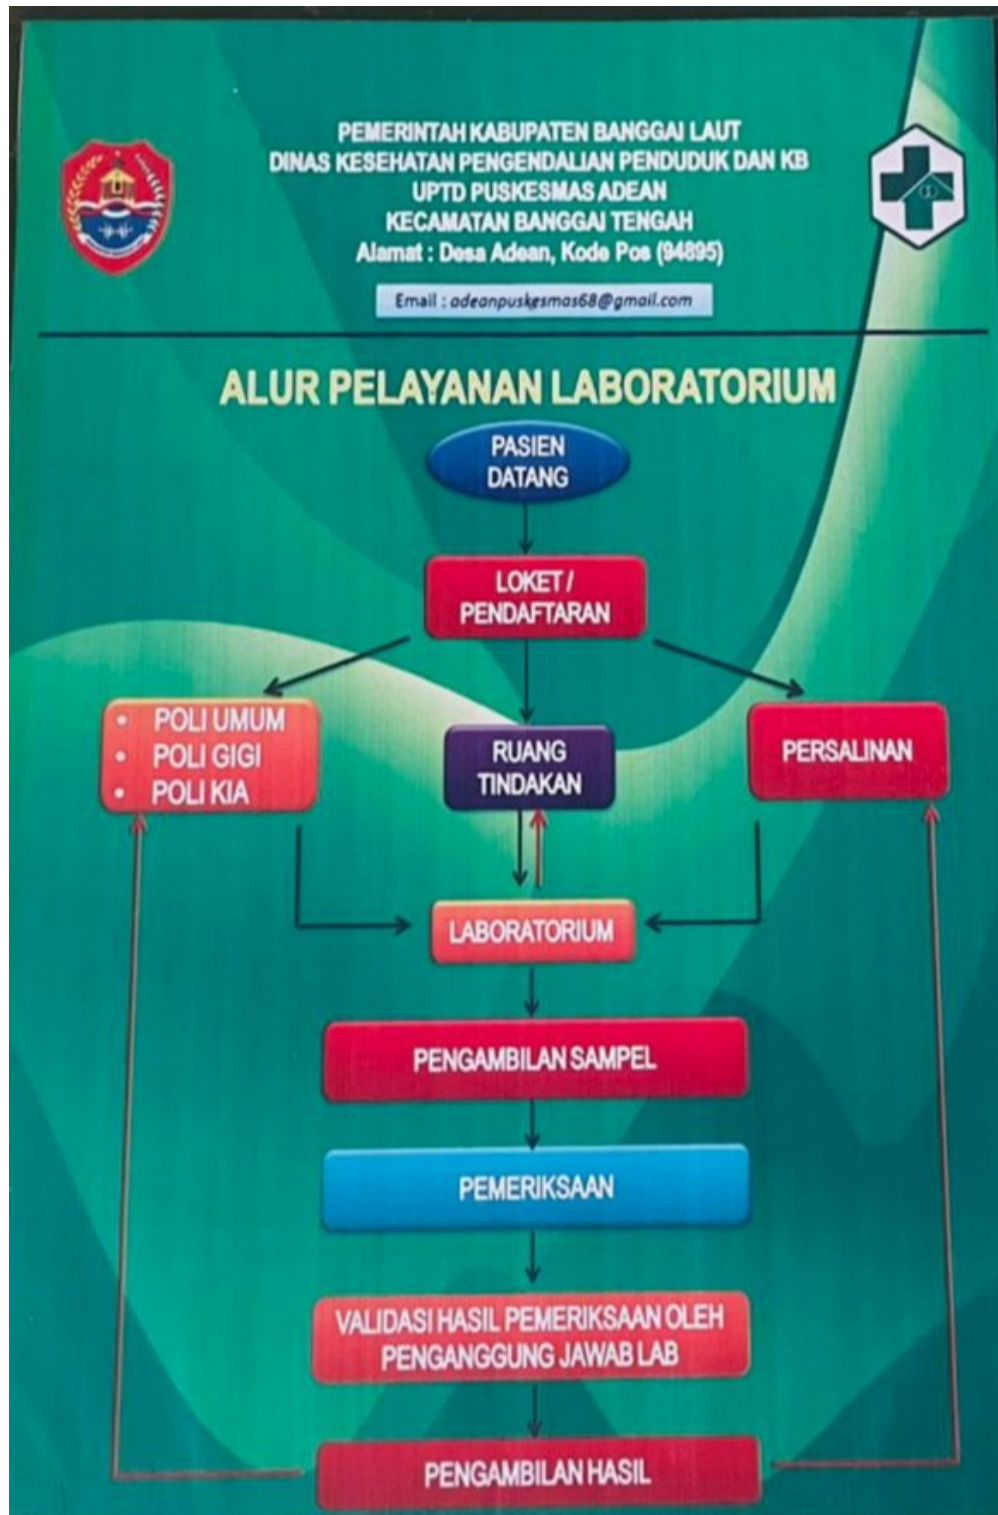 PEMERINTAH KABUPATEN BANGGAI LAUT
DINAS KESEHATAN PENGENDALIAN PENDUDUK DAN KB
UPTD PUSKESMAS ADEAN
KECAMATAN BANGGAI TENGAH
Alamat : Desa Adean, Kode Pos (94895)
Email : adeanpuskesmas68@gmail.com
ALUR PELAYANAN LABORATORIUM
PASIEN
DATANG
LOKET /
PENDAFTARAN
• POLI UMUM
• POLI GIGI
• POLI KIA
RUANG
TINDAKAN
PERSALINAN
LABORATORIUM
PENGAMBILAN SAMPEL
PEMERIKSAAN
VALIDASI HASIL PEMERIKSAAN OLEH
PENGANGGUNG JAWAB LAB
PENGAMBILAN HASIL